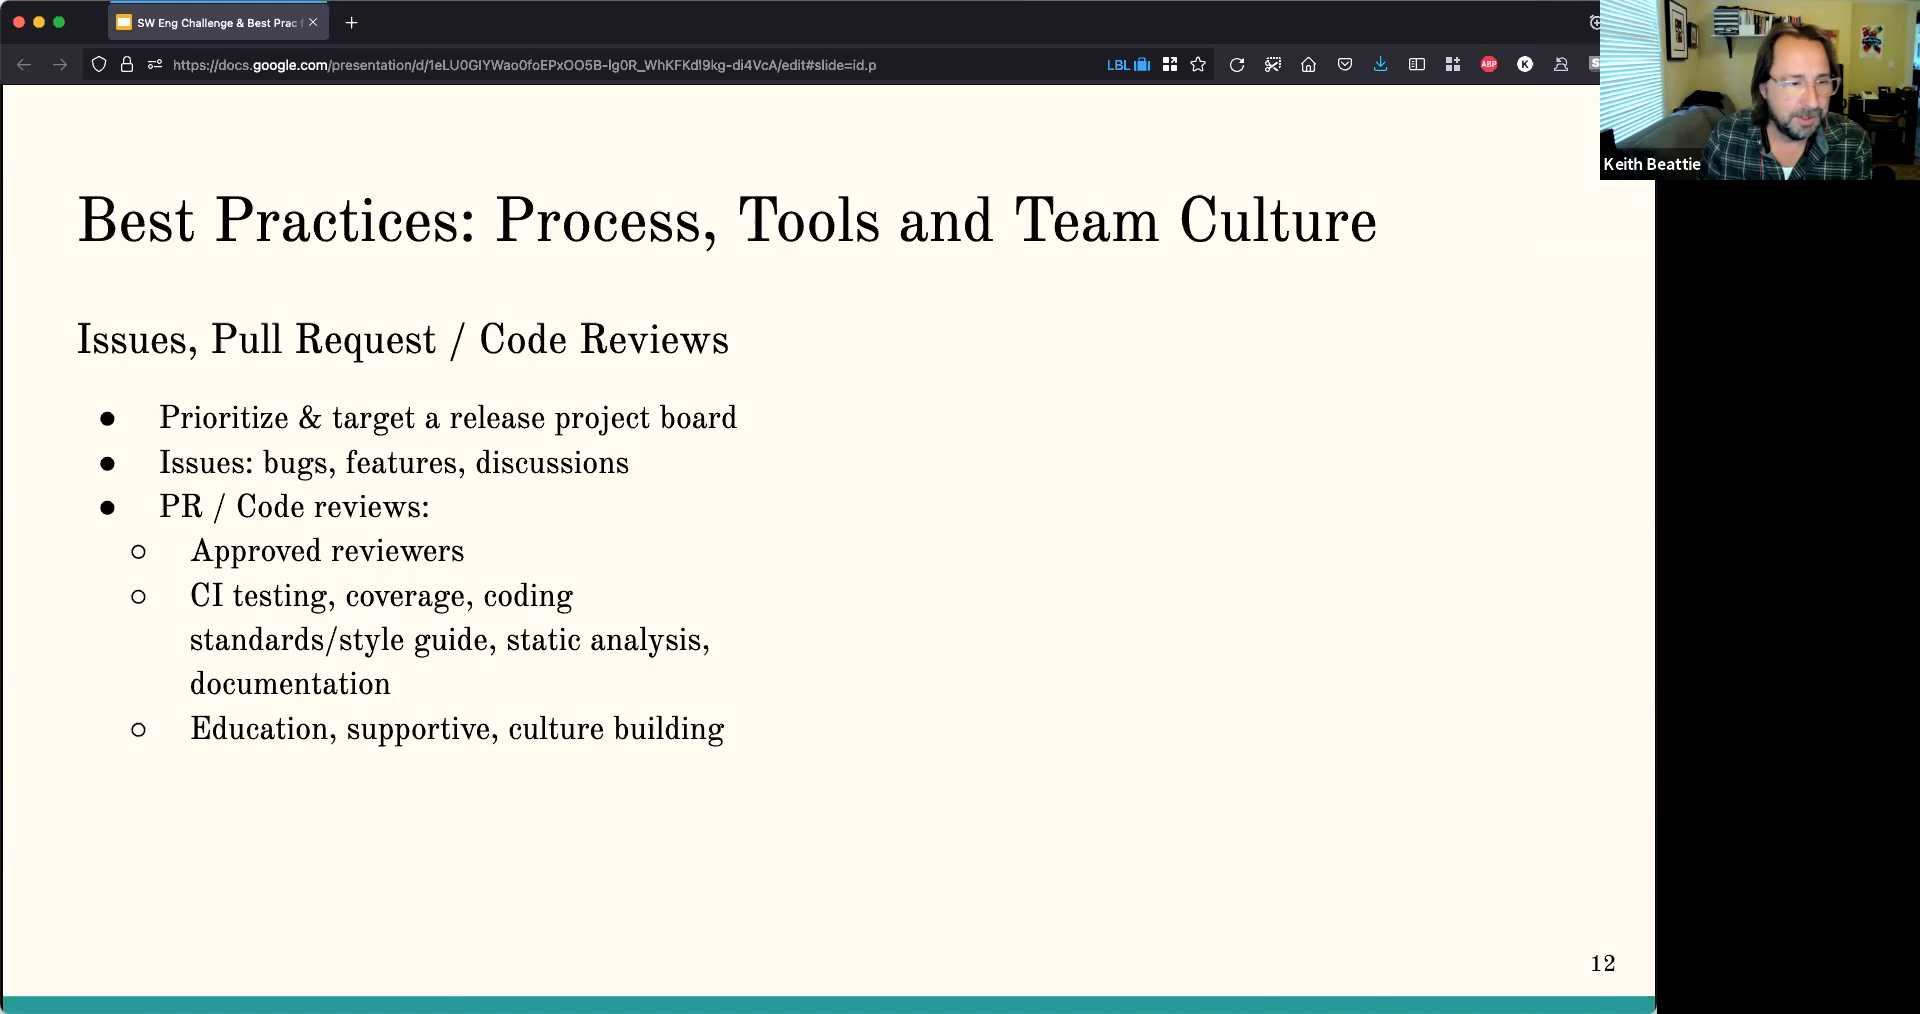 SW Eng Challenge & Best Prac
https://docs.google.com/presentation/d/1eLU0GIYWao0foEPxOO5B-lg0R_WhKFKdl9kg-di4VcA/edit#slide=id.p
LBL
ABP
K
S
Keith Beattie
Best Practices: Process, Tools and Team Culture
Issues, Pull Request / Code Reviews
● Prioritize & target a release project board
● Issues: bugs, features, discussions
● PR / Code reviews:
○ Approved reviewers
○ CI testing, coverage, coding
standards/style guide, static analysis,
documentation
○ Education, supportive, culture building
12